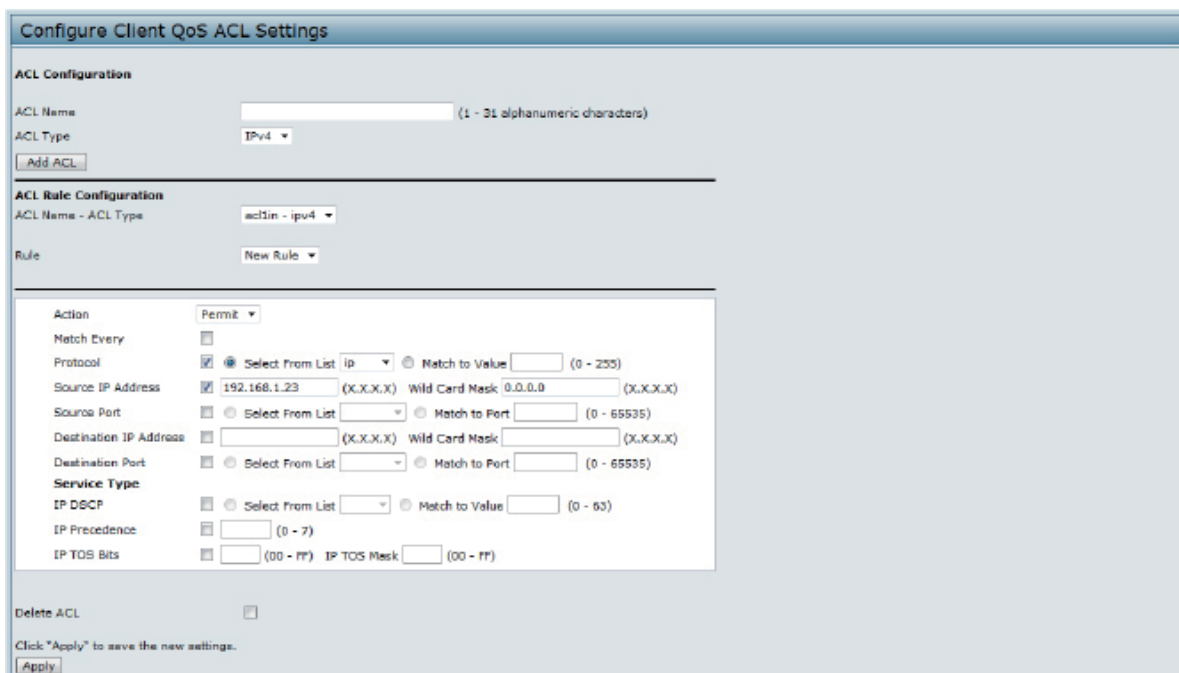 Configure Client QoS ACL Settings
ACL Configuration
ACL Name (1 - 31 alphanumeric characters)
ACL Type IPv4
Add ACL
ACL Rule Configuration
ACL Name - ACL Type acl1in - ipv4
Rule New Rule
Action Permit
Match Every
Protocol Select From List ip Match to Value (0 - 255)
Source IP Address 192.168.1.23 (X.X.X.X) Wild Card Mask 0.0.0.0 (X.X.X.X)
Source Port Select From List Match to Port (0 - 65535)
Destination IP Address (X.X.X.X) Wild Card Mask (X.X.X.X)
Destination Port Select From List Match to Port (0 - 65535)
Service Type
IP DSCP Select From List Match to Value (0 - 63)
IP Precedence (0 - 7)
IP TOS Bits (00 - FF) IP TOS Mask (00 - FF)
Delete ACL
Click "Apply" to save the new settings.
Apply